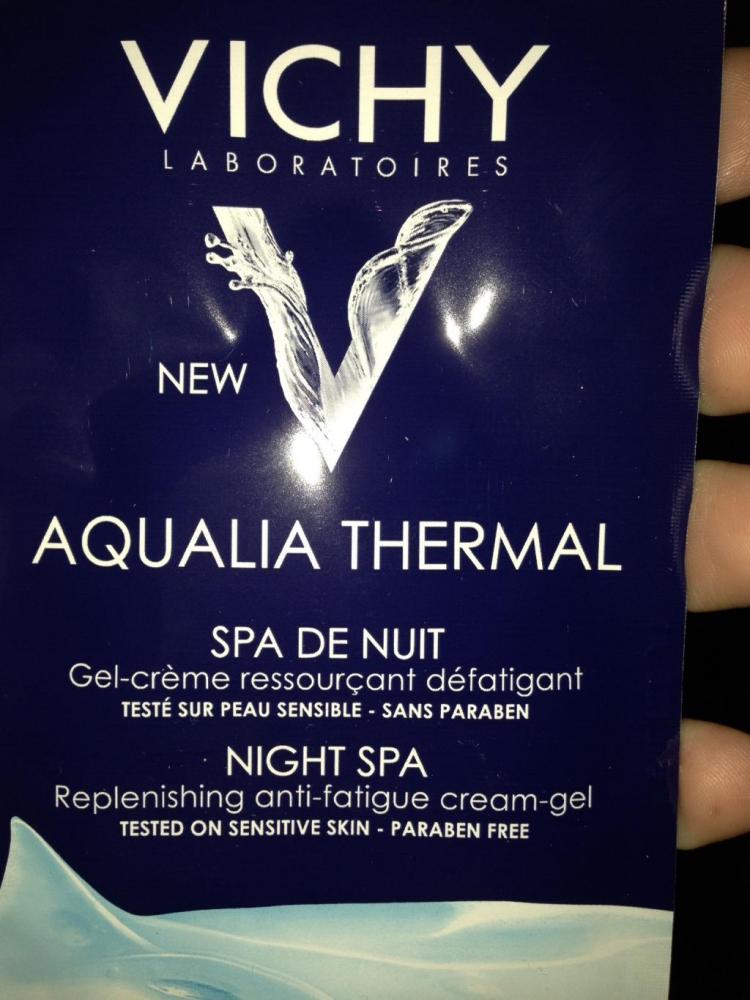 VICHY
LABORATOIRES
NEW
AQUALIA THERMAL
SPA DE NUIT
Gel-crème ressourçant défatigant
TESTÉ SUR PEAU SENSIBLE - SANS PARABEN
NIGHT SPA
Replenishing anti-fatigue cream-gel
TESTED ON SENSITIVE SKIN - PARABEN FREE